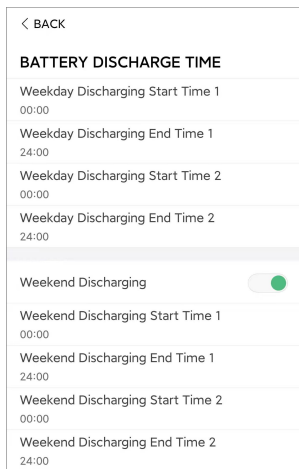 < BACK
BATTERY DISCHARGE TIME
Weekday Discharging Start Time 1
00:00
Weekday Discharging End Time 1
24:00
Weekday Discharging Start Time 2
00:00
Weekday Discharging End Time 2
24:00
Weekend Discharging
Weekend Discharging Start Time 1
00:00
Weekend Discharging End Time 1
24:00
Weekend Discharging Start Time 2
00:00
Weekend Discharging End Time 2
24:00